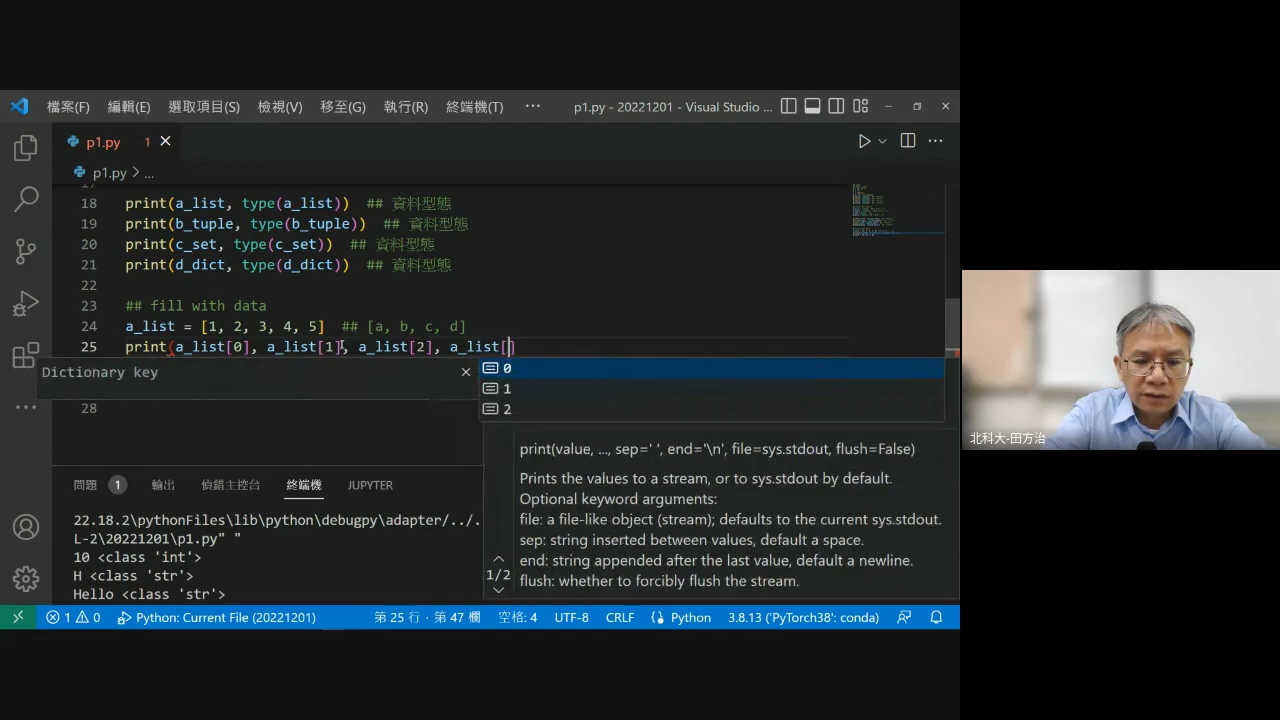 檔案(F) 編輯(E) 選取項目(S) 檢視(V) 移至(G) 執行(R) 終端機(T) ··· p1.py - 20221201 - Visual Studio ...
p1.py 1
p1.py > ...
17
18 print(a_list, type(a_list)) ## 資料型態
19 print(b_tuple, type(b_tuple)) ## 資料型態
20 print(c_set, type(c_set)) ## 資料型態
21 print(d_dict, type(d_dict)) ## 資料型態
22
23 ## fill with data
24 a_list = [1, 2, 3, 4, 5] ## [a, b, c, d]
25 print(a_list[0], a_list[1], a_list[2], a_list[]
Dictionary key
0
1
2
28
print(value, ..., sep=' ', end='\n', file=sys.stdout, flush=False)
Prints the values to a stream, or to sys.stdout by default.
Optional keyword arguments:
file: a file-like object (stream); defaults to the current sys.stdout.
sep: string inserted between values, default a space.
end: string appended after the last value, default a newline.
flush: whether to forcibly flush the stream.
1/2
問題 1 輸出 偵錯主控台 終端機 JUPYTER
22.18.2\pythonFiles\lib\python\debugpy\adapter/../.
L-2\20221201\p1.py" "
10 <class 'int'>
H <class 'str'>
Hello <class 'str'>
1 0 Python: Current File (20221201) 第 25 行，第 47 欄 空格: 4 UTF-8 CRLF Python 3.8.13 ('PyTorch38': conda)
北科大-田方治